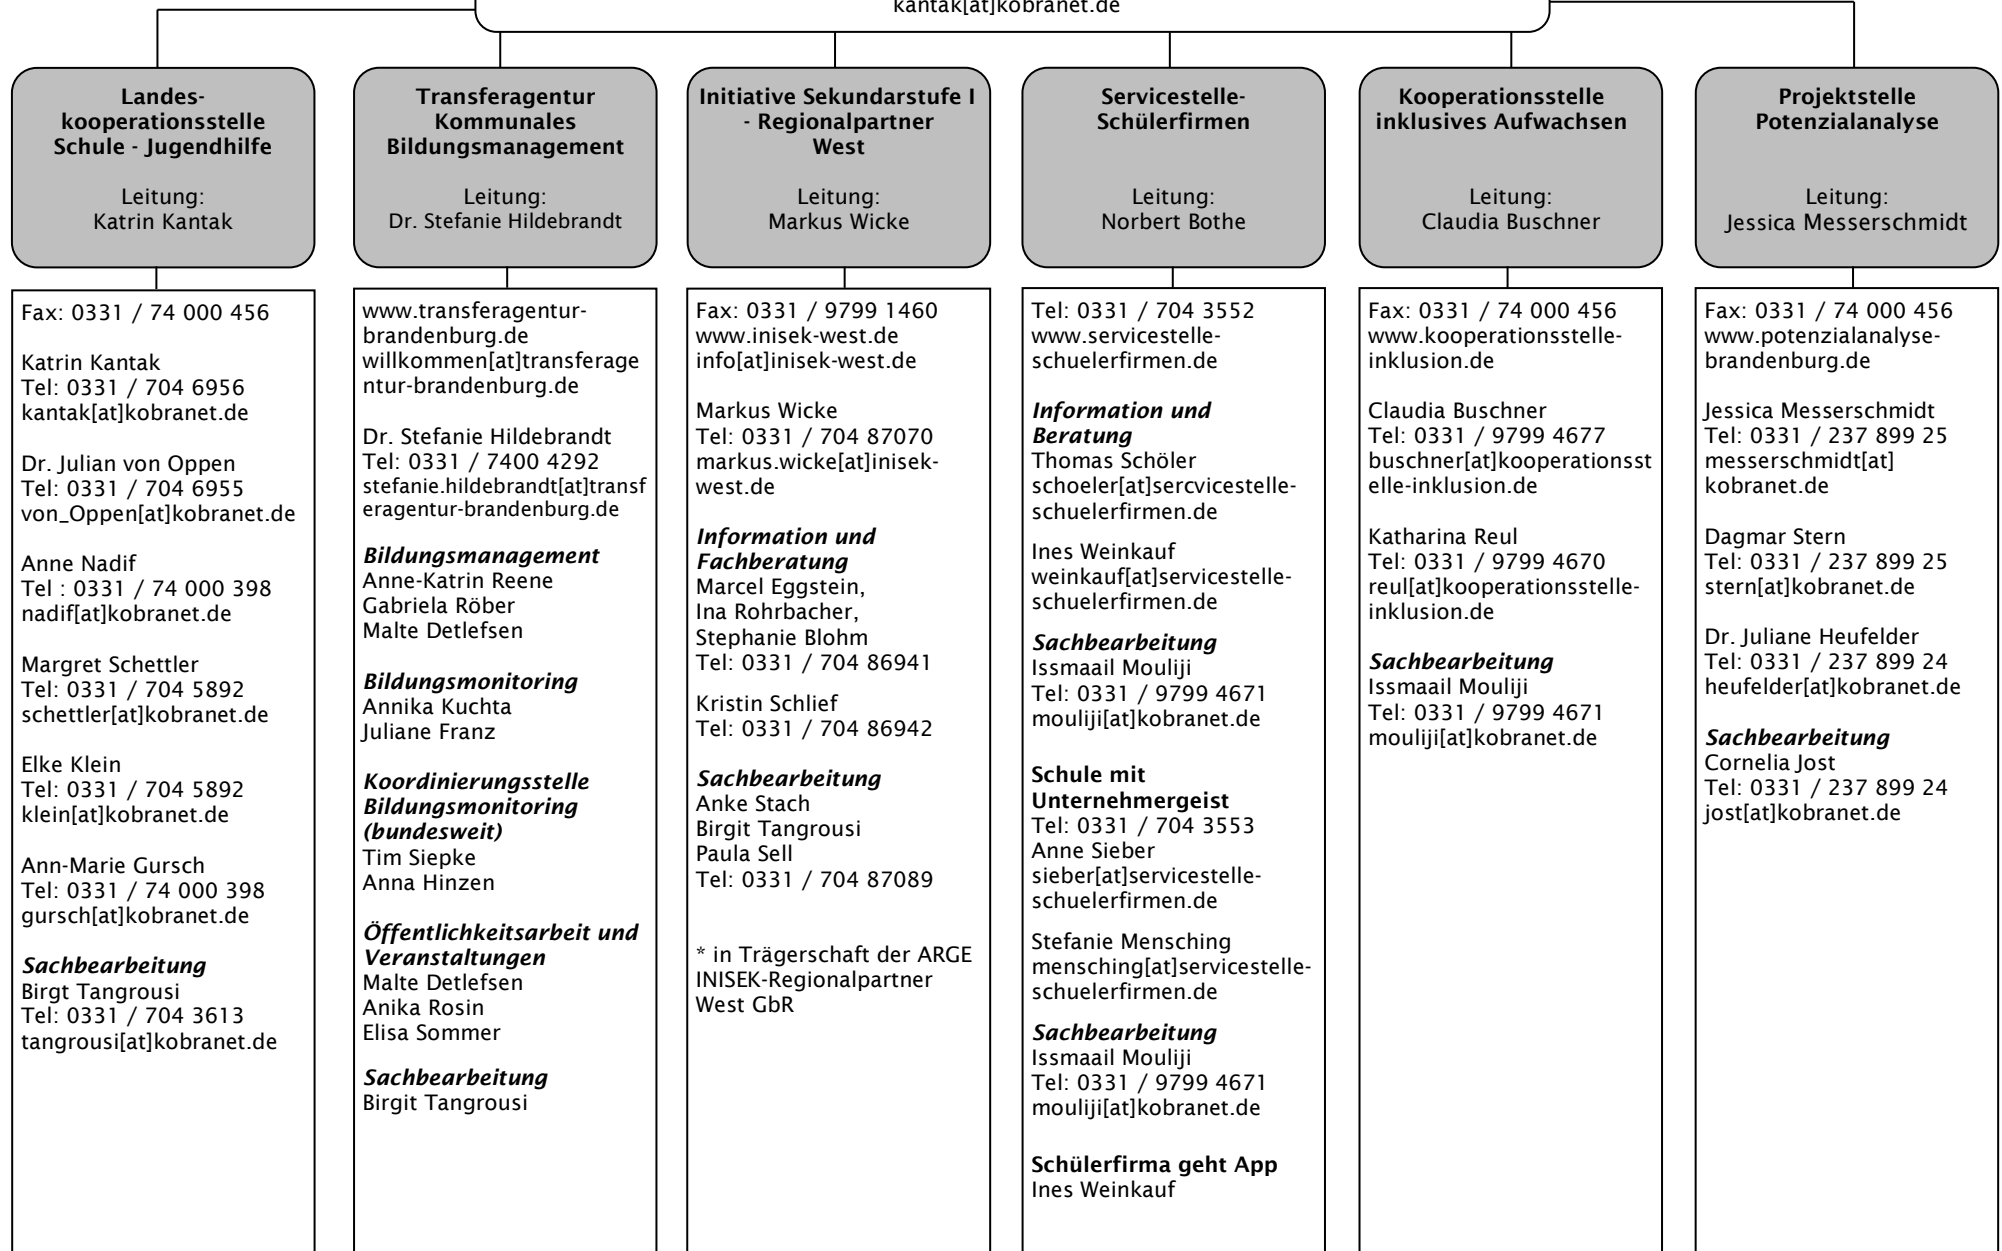 kantak[at]kobranet.de
Landes-
kooperationsstelle
Schule - Jugendhilfe
Leitung:
Katrin Kantak
Transferagentur
Kommunales
Bildungsmanagement
Leitung:
Dr. Stefanie Hildebrandt
Initiative Sekundarstufe I
- Regionalpartner
West
Leitung:
Markus Wicke
Servicestelle-
Schülerfirmen
Leitung:
Norbert Bothe
Kooperationsstelle
inklusives Aufwachsen
Leitung:
Claudia Buschner
Projektstelle
Potenzialanalyse
Leitung:
Jessica Messerschmidt
Fax: 0331 / 74 000 456
Katrin Kantak
Tel: 0331 / 704 6956
kantak[at]kobranet.de
Dr. Julian von Oppen
Tel: 0331 / 704 6955
von_Oppen[at]kobranet.de
Anne Nadif
Tel : 0331 / 74 000 398
nadif[at]kobranet.de
Margret Schettler
Tel: 0331 / 704 5892
schettler[at]kobranet.de
Elke Klein
Tel: 0331 / 704 5892
klein[at]kobranet.de
Ann-Marie Gursch
Tel: 0331 / 74 000 398
gursch[at]kobranet.de
Sachbearbeitung
Birgt Tangrousi
Tel: 0331 / 704 3613
tangrousi[at]kobranet.de
www.transferagentur-
brandenburg.de
willkommen[at]transferage
ntur-brandenburg.de
Dr. Stefanie Hildebrandt
Tel: 0331 / 7400 4292
stefanie.hildebrandt[at]transf
eragentur-brandenburg.de
Bildungsmanagement
Anne-Katrin Reene
Gabriela Röber
Malte Detlefsen
Bildungsmonitoring
Annika Kuchta
Juliane Franz
Koordinierungsstelle
Bildungsmonitoring
(bundesweit)
Tim Siepke
Anna Hinzen
Öffentlichkeitsarbeit und
Veranstaltungen
Malte Detlefsen
Anika Rosin
Elisa Sommer
Sachbearbeitung
Birgit Tangrousi
Fax: 0331 / 9799 1460
www.inisek-west.de
info[at]inisek-west.de
Markus Wicke
Tel: 0331 / 704 87070
markus.wicke[at]inisek-
west.de
Information und
Fachberatung
Marcel Eggstein,
Ina Rohrbacher,
Stephanie Blohm
Tel: 0331 / 704 86941
Kristin Schlief
Tel: 0331 / 704 86942
Sachbearbeitung
Anke Stach
Birgit Tangrousi
Paula Sell
Tel: 0331 / 704 87089
* in Trägerschaft der ARGE
INISEK-Regionalpartner
West GbR
Tel: 0331 / 704 3552
www.servicestelle-
schuelerfirmen.de
Information und
Beratung
Thomas Schöler
schoeler[at]sercvicestelle-
schuelerfirmen.de
Ines Weinkauf
weinkauf[at]servicestelle-
schuelerfirmen.de
Sachbearbeitung
Issmaail Mouliji
Tel: 0331 / 9799 4671
mouliji[at]kobranet.de
Schule mit
Unternehmergeist
Tel: 0331 / 704 3553
Anne Sieber
sieber[at]servicestelle-
schuelerfirmen.de
Stefanie Mensching
mensching[at]servicestelle-
schuelerfirmen.de
Sachbearbeitung
Issmaail Mouliji
Tel: 0331 / 9799 4671
mouliji[at]kobranet.de
Schülerfirma geht App
Ines Weinkauf
Fax: 0331 / 74 000 456
www.kooperationsstelle-
inklusion.de
Claudia Buschner
Tel: 0331 / 9799 4677
buschner[at]kooperationsst
elle-inklusion.de
Katharina Reul
Tel: 0331 / 9799 4670
reul[at]kooperationsstelle-
inklusion.de
Sachbearbeitung
Issmaail Mouliji
Tel: 0331 / 9799 4671
mouliji[at]kobranet.de
Fax: 0331 / 74 000 456
www.potenzialanalyse-
brandenburg.de
Jessica Messerschmidt
Tel: 0331 / 237 899 25
messerschmidt[at]
kobranet.de
Dagmar Stern
Tel: 0331 / 237 899 25
stern[at]kobranet.de
Dr. Juliane Heufelder
Tel: 0331 / 237 899 24
heufelder[at]kobranet.de
Sachbearbeitung
Cornelia Jost
Tel: 0331 / 237 899 24
jost[at]kobranet.de